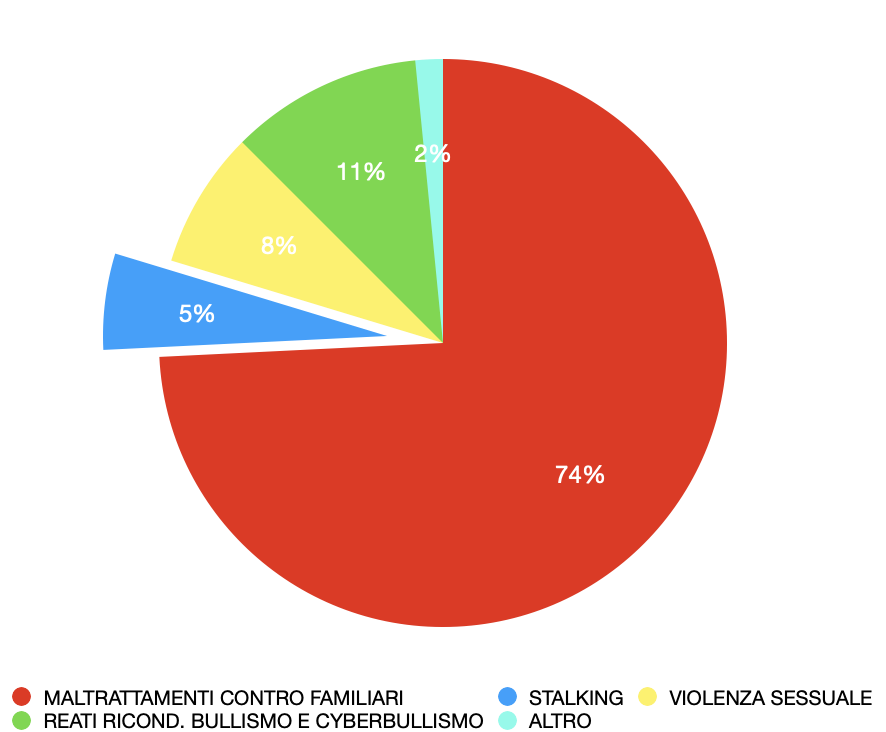 2%
11%
8%
5%
74%
MALTRATTAMENTI CONTRO FAMILIARI
STALKING
VIOLENZA SESSUALE
REATI RICOND. BULLISMO E CYBERBULLISMO
ALTRO